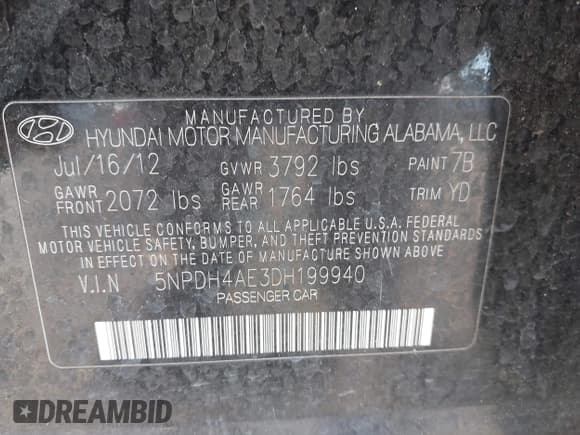 MANUFACTURED BY
HYUNDAI MOTOR MANUFACTURING ALABAMA, LLC
Jul/16/12 GVWR 3792 lbs PAINT 7B
GAWR FRONT 2072 lbs GAWR REAR 1764 lbs TRIM YD
THIS VEHICLE CONFORMS TO ALL APPLICABLE U.S.A. FEDERAL
MOTOR VEHICLE SAFETY, BUMPER, AND THEFT PREVENTION STANDARDS
IN EFFECT ON THE DATE OF MANUFACTURE SHOWN ABOVE.
V.I.N 5NPDH4AE3DH199940
PASSENGER CAR
DREAMBID